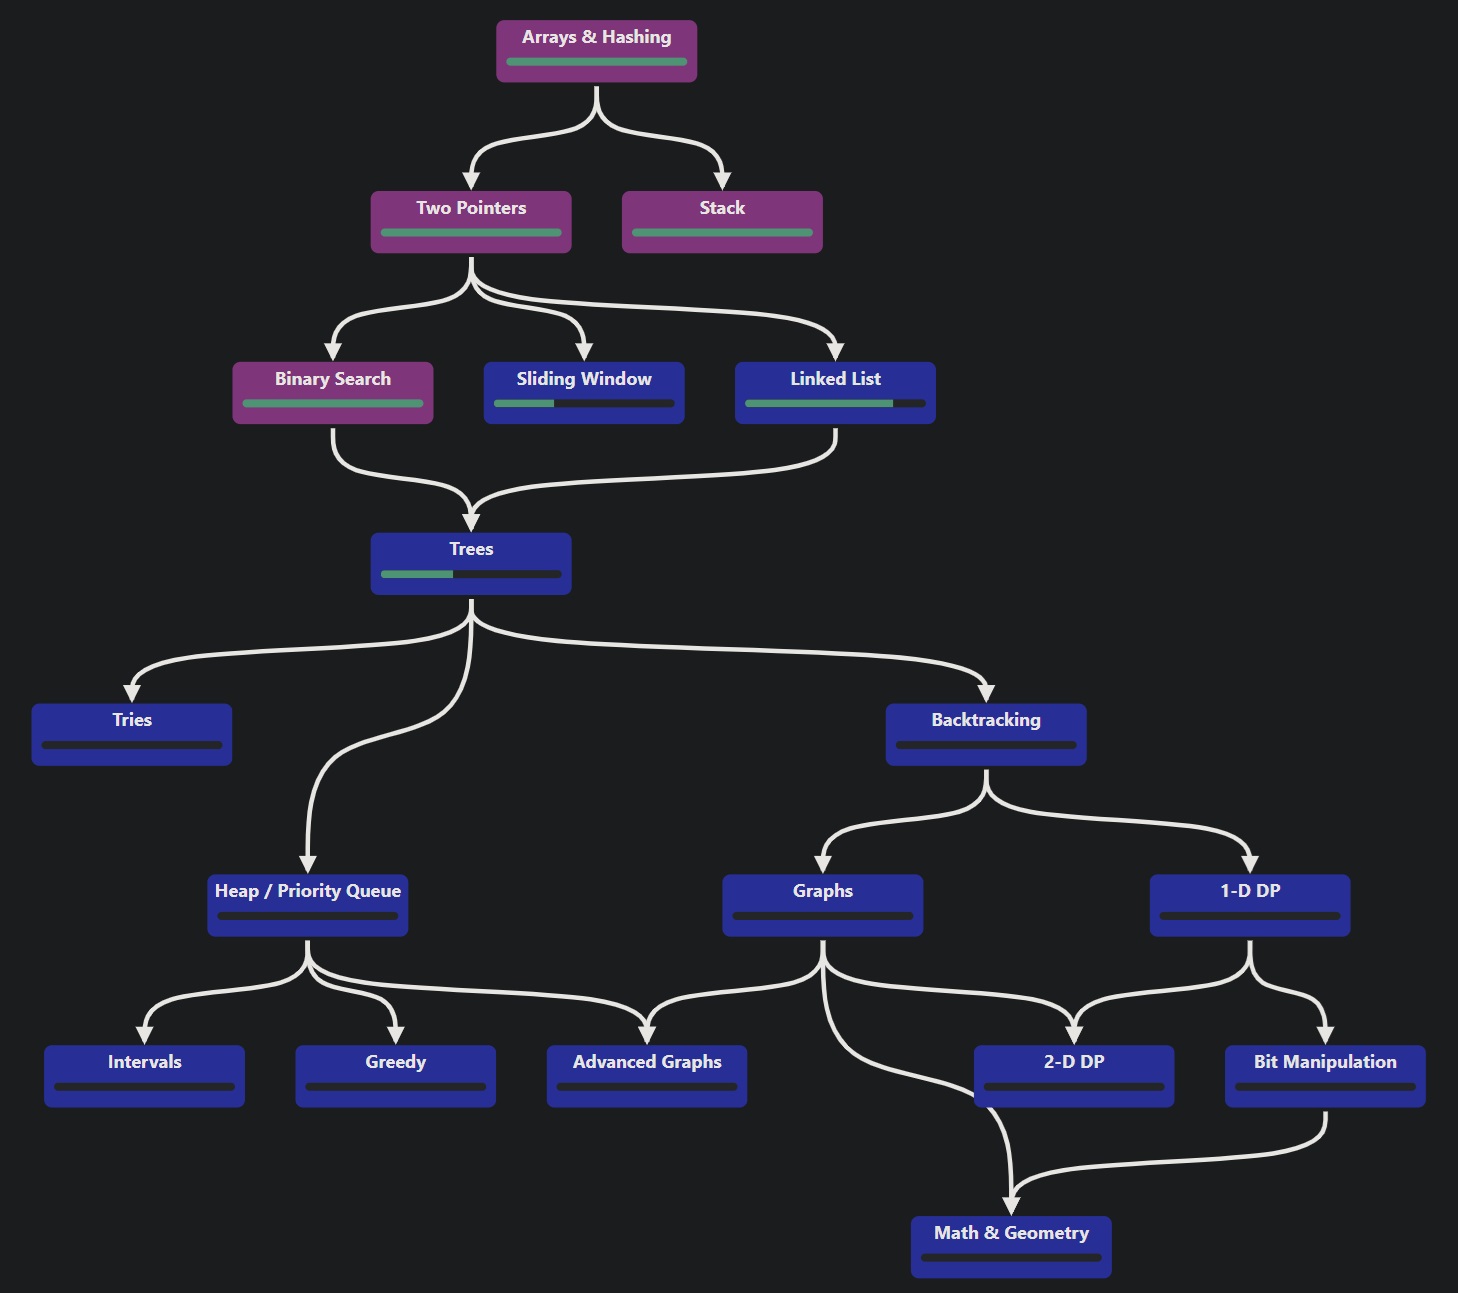 Arrays & Hashing
Two Pointers
Stack
Binary Search
Sliding Window
Linked List
Trees
Tries
Backtracking
Heap / Priority Queue
Graphs
1-D DP
Intervals
Greedy
Advanced Graphs
2-D DP
Bit Manipulation
Math & Geometry